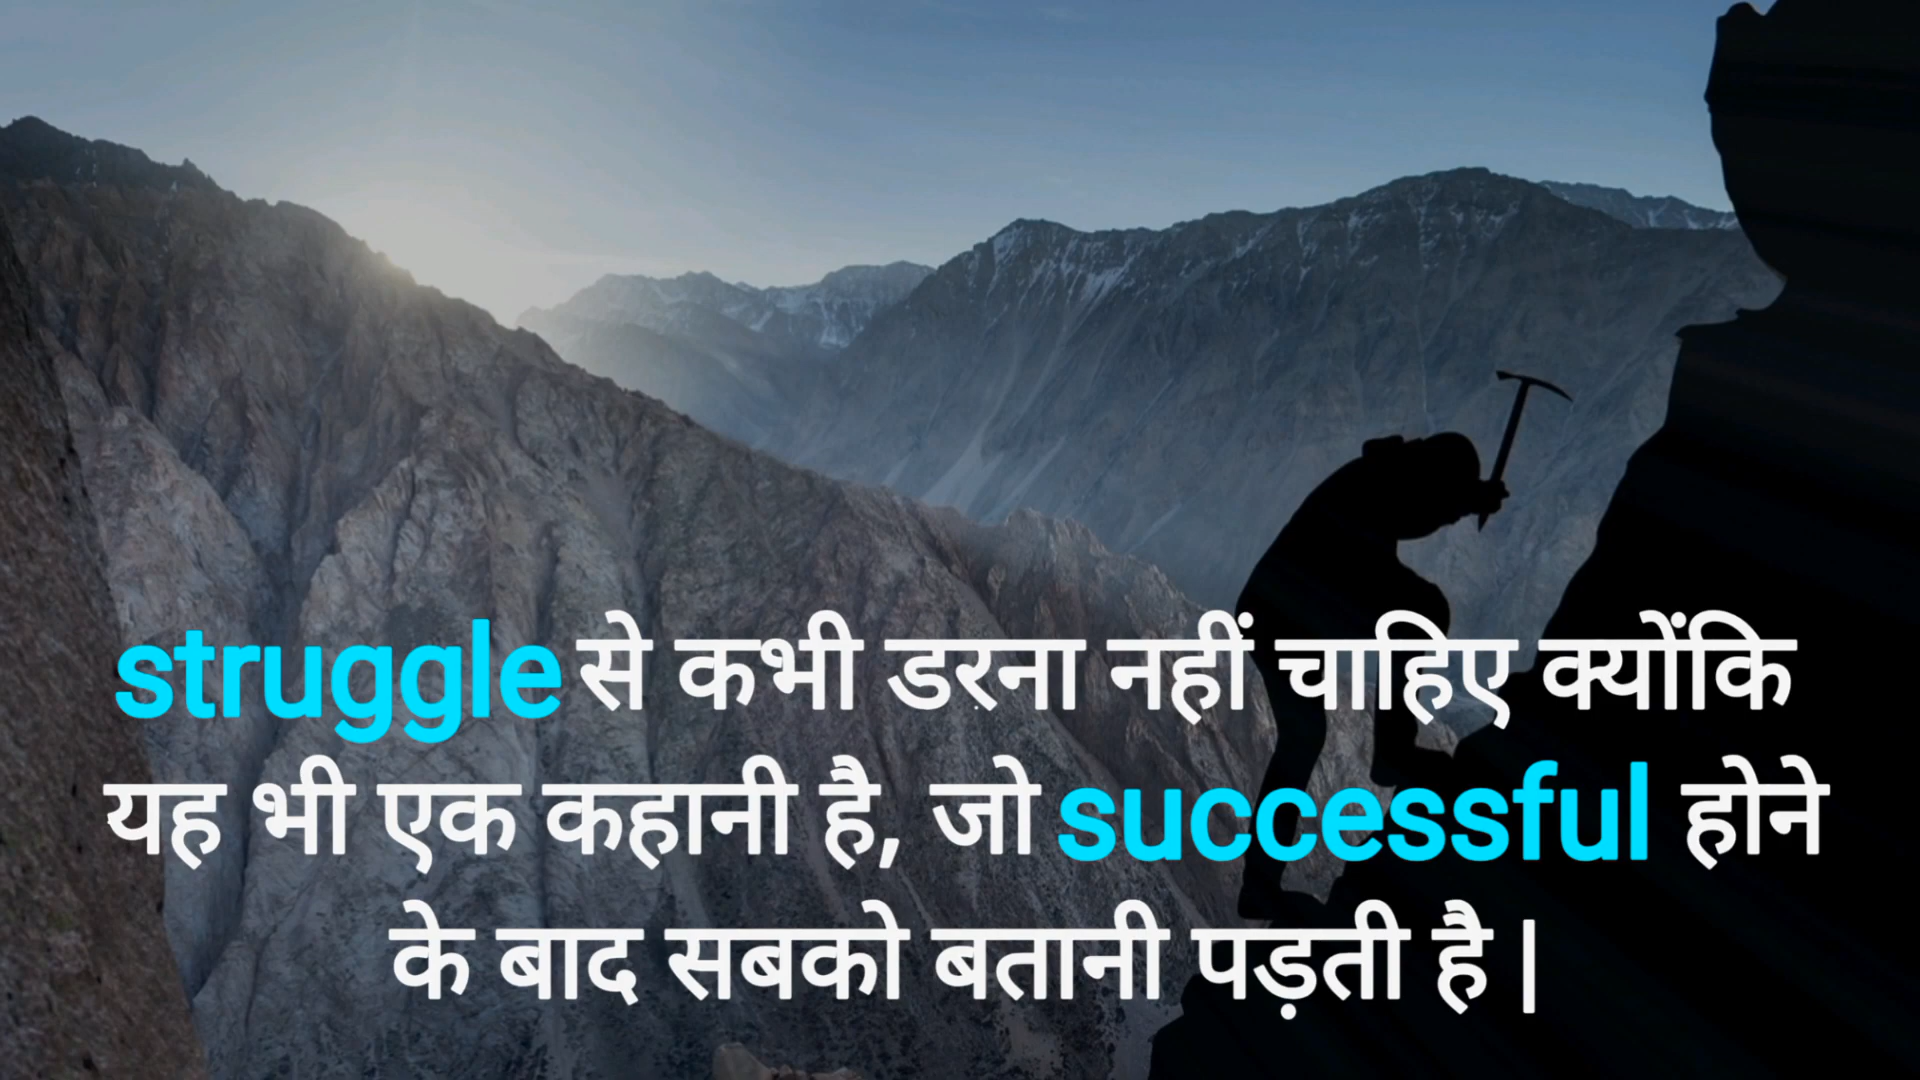 struggle से कभी डरना नहीं चाहिए क्योंकि
यह भी एक कहानी है, जो successful होने
के बाद सबको बतानी पड़ती है |